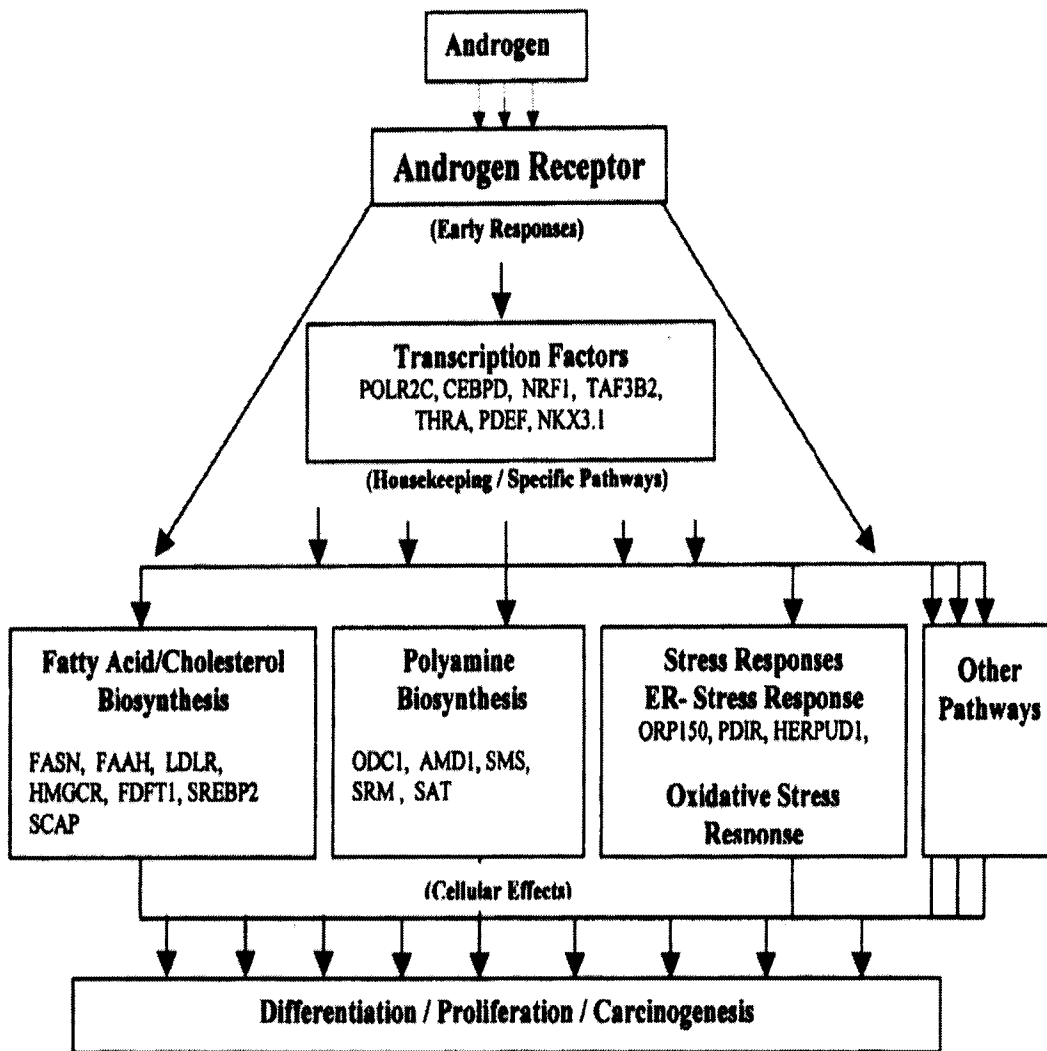 Androgen
Androgen Receptor
(Early Responses)
Transcription Factors
POLR2C, CEBPD, NRF1, TAF3B2,
THRA, PDEF, NKX3.1
(Housekeeping / Specific Pathways)
Fatty Acid/Cholesterol
Biosynthesis
FASN, FAAH, LDLR,
HMGCR, FDFT1, SREBP2
SCAP
Polyamine
Biosynthesis
ODC1, AMD1, SMS,
SRM , SAT
Stress Responses
ER- Stress Response
ORP150, PDIR, HERPUD1,
Oxidative Stress
Response
Other
Pathways
(Cellular Effects)
Differentiation / Proliferation / Carcinogenesis